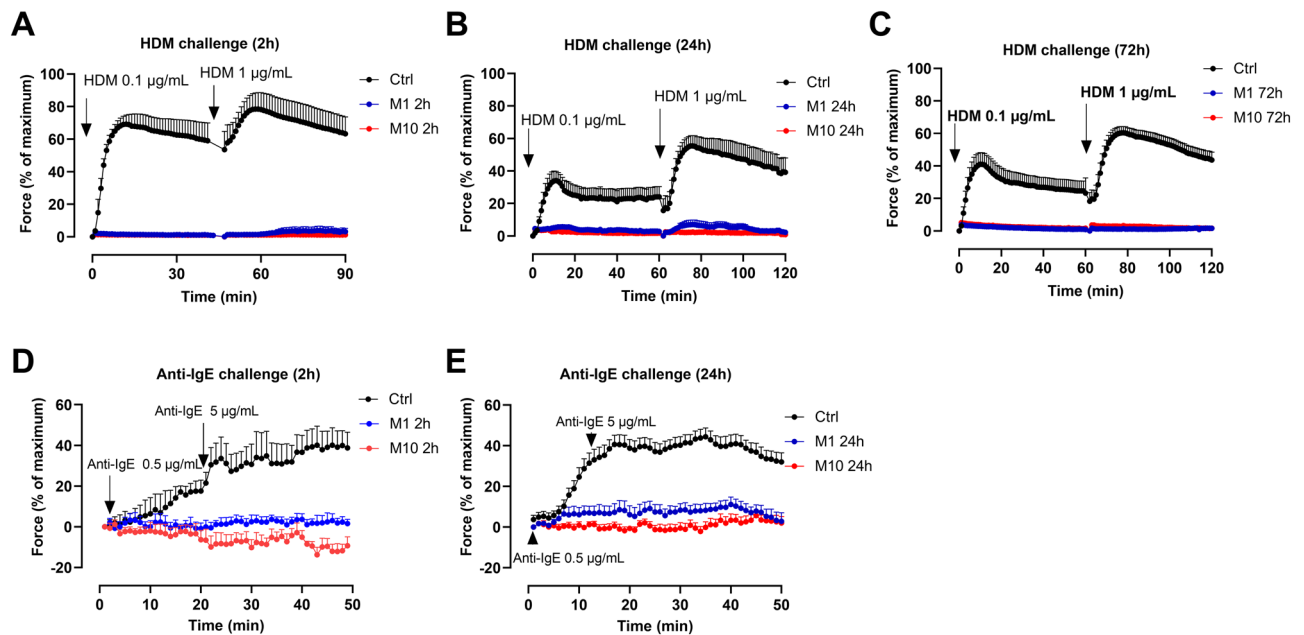 A
HDM challenge (2h)
HDM 0.1 µg/mL
HDM 1 µg/mL
Ctrl
M1 2h
M10 2h
Force (% of maximum)
100
80
60
40
20
0
0 30 60 90
Time (min)
B
HDM challenge (24h)
HDM 0.1 µg/mL
HDM 1 µg/mL
Ctrl
M1 24h
M10 24h
Force (% of maximum)
100
80
60
40
20
0
0 20 40 60 80 100 120
Time (min)
C
HDM challenge (72h)
HDM 0.1 µg/mL
HDM 1 µg/mL
Ctrl
M1 72h
M10 72h
Force (% of maximum)
100
80
60
40
20
0
0 20 40 60 80 100 120
Time (min)
D
Anti-IgE challenge (2h)
Anti-IgE 5 µg/mL
Anti-IgE 0.5 µg/mL
Ctrl
M1 2h
M10 2h
Force (% of maximum)
60
40
20
0
-20
0 10 20 30 40 50
Time (min)
E
Anti-IgE challenge (24h)
Anti-IgE 5 µg/mL
Anti-IgE 0.5 µg/mL
Ctrl
M1 24h
M10 24h
Force (% of maximum)
60
40
20
0
-20
0 10 20 30 40 50
Time (min)